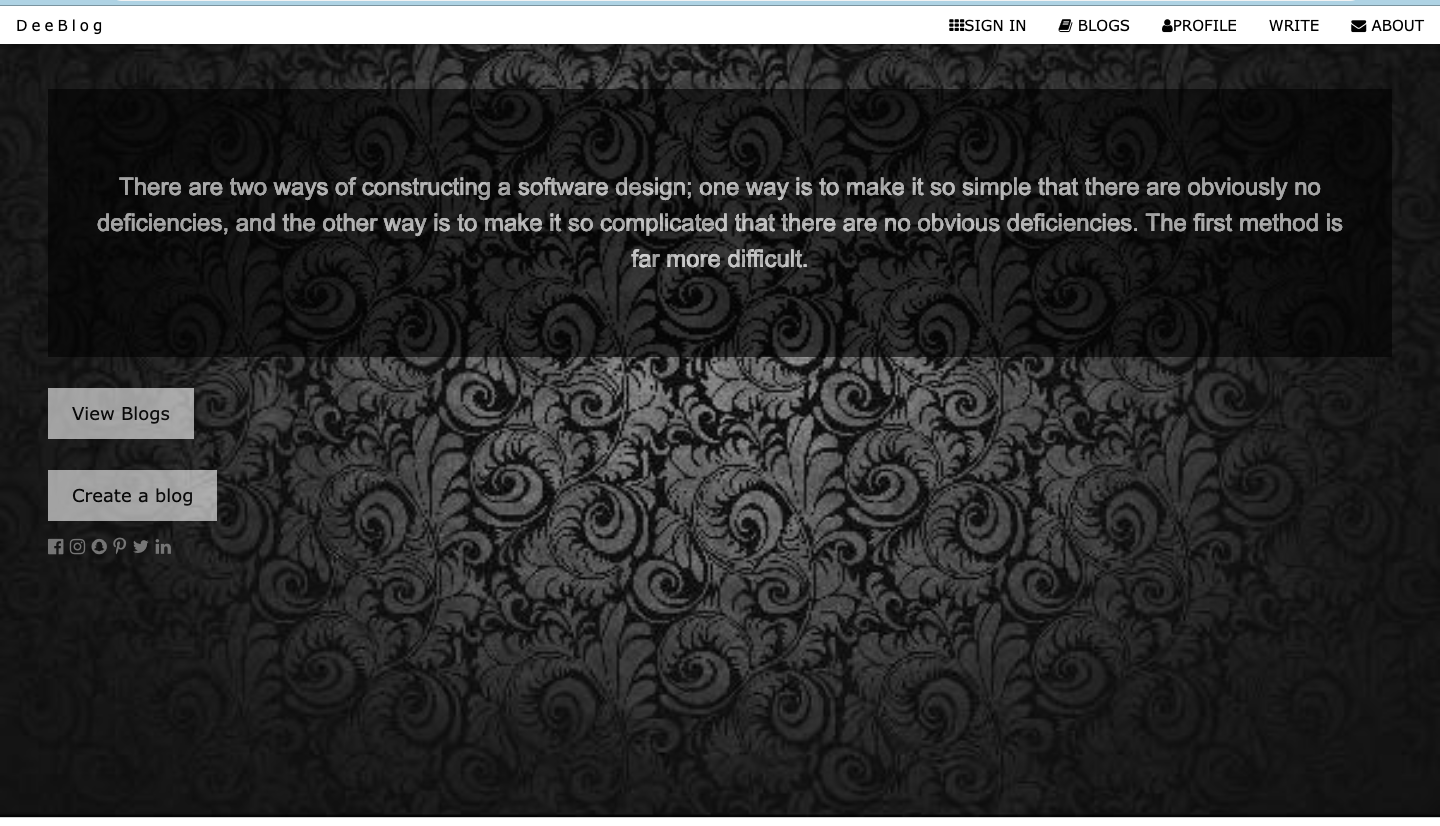 DeeBlog
SIGN IN BLOGS PROFILE WRITE ABOUT
There are two ways of constructing a software design; one way is to make it so simple that there are obviously no
deficiencies, and the other way is to make it so complicated that there are no obvious deficiencies. The first method is
far more difficult.
View Blogs
Create a blog